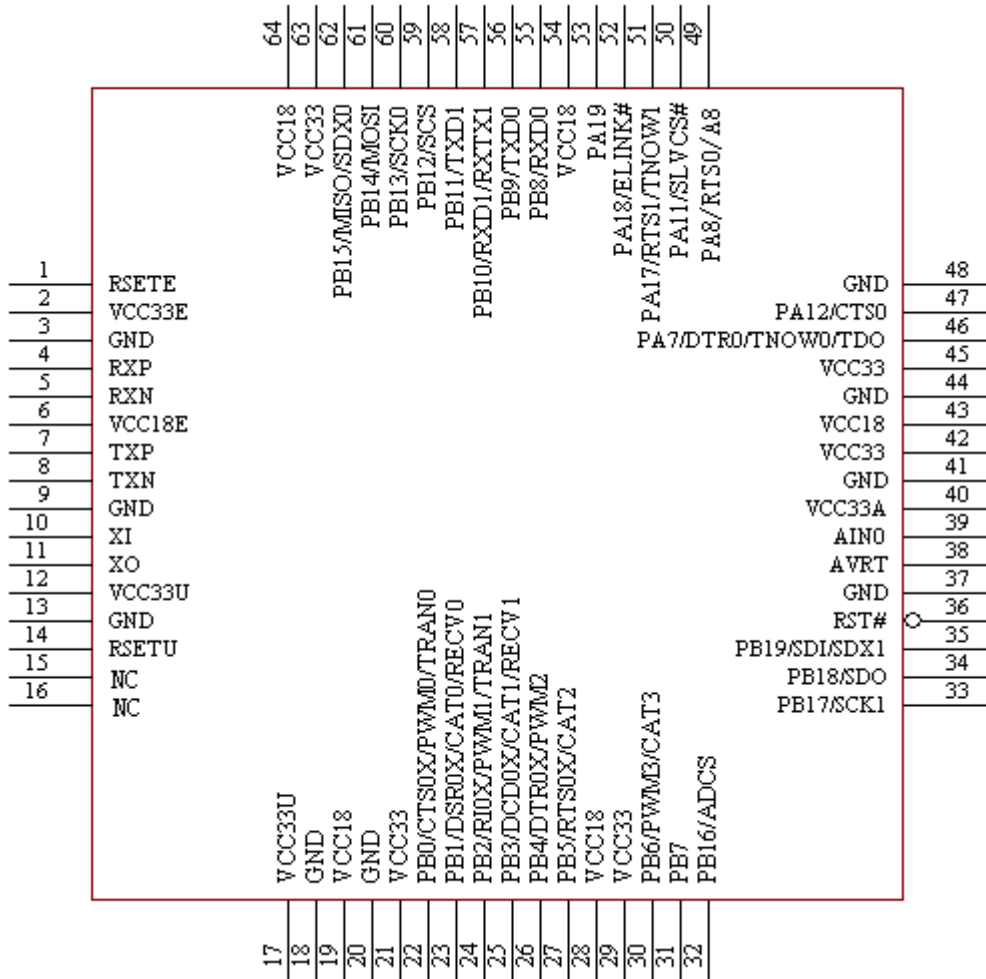 64
63
62
61
60
59
58
57
56
55
54
53
52
51
50
49
VCC18
VCC33
PB15/MISO/SDX0
PB14/MOSI
PB13/SCK0
PB12/SCS
PB11/TXD1
PB10/RXD1/RXTX1
PB9/TXD0
PB8/RXD0
VCC18
PA19
PA18/ELINK#
PA17/RTS1/TNOW1
PA11/SLVCS#
PA8/RTS0/A8
1 RSETE
2 VCC33E
3 GND
4 RXP
5 RXN
6 VCC18E
7 TXP
8 TXN
9 GND
10 XI
11 XO
12 VCC33U
13 GND
14 RSETU
15 NC
16 NC
GND 48
PA12/CTS0 47
PA7/DTR0/TNOW0/TDO 46
VCC33 45
GND 44
VCC18 43
VCC33 42
GND 41
VCC33A 40
AIN0 39
AVRT 38
GND 37
RST# 36
PB19/SDI/SDX1 35
PB18/SDO 34
PB17/SCK1 33
VCC33U
GND
VCC18
GND
VCC33
PB0/CTS0X/PWM0/TRAN0
PB1/DSR0X/CAT0/RECV0
PB2/RI0X/PWM1/TRAN1
PB3/DCD0X/CAT1/RECV1
PB4/DTR0X/PWM2
PB5/RTS0X/CAT2
VCC18
VCC33
PB6/PWM3/CAT3
PB7
PB16/ADCS
17
18
19
20
21
22
23
24
25
26
27
28
29
30
31
32